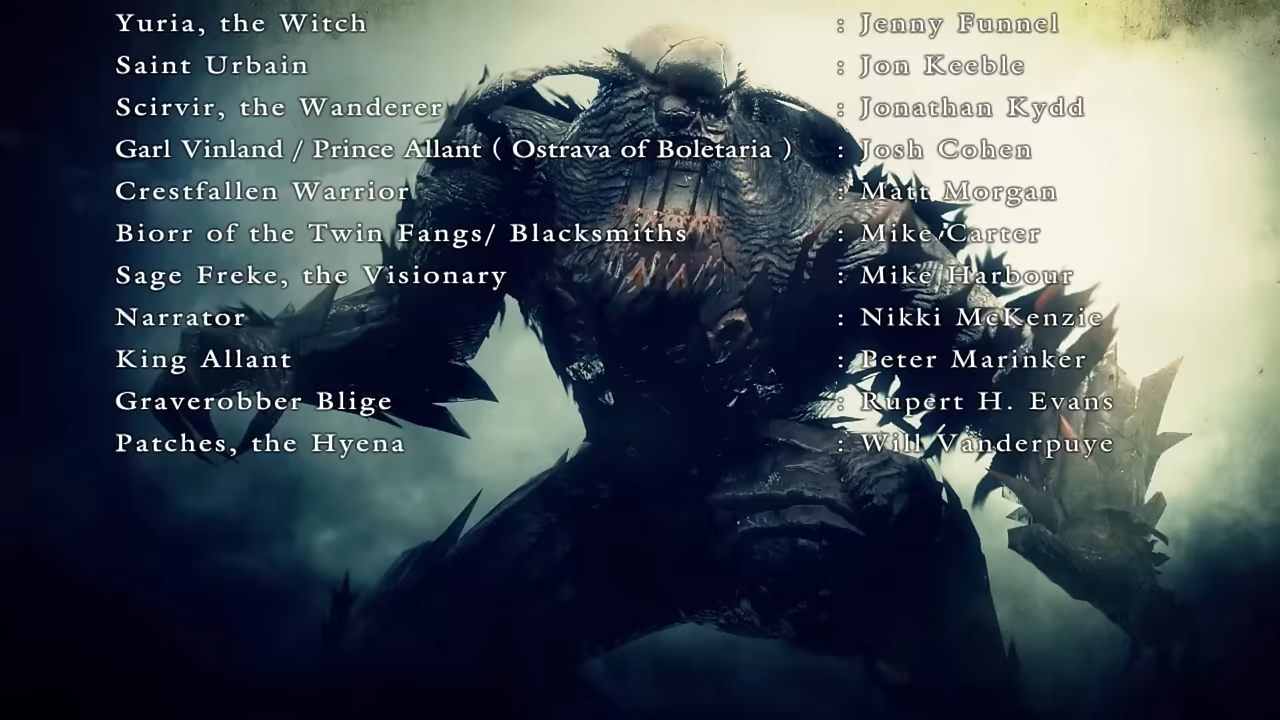 Yuria, the Witch : Jenny Funnel
Saint Urbain : Jon Keeble
Scirvir, the Wanderer : Jonathan Kydd
Garl Vinland / Prince Allant ( Ostrava of Boletaria ) : Josh Cohen
Crestfallen Warrior : Matt Morgan
Biorr of the Twin Fangs/ Blacksmiths : Mike Carter
Sage Freke, the Visionary : Mike Harbour
Narrator : Nikki McKenzie
King Allant : Peter Marinker
Graverobber Blige : Rupert H. Evans
Patches, the Hyena : Will Vanderpuye